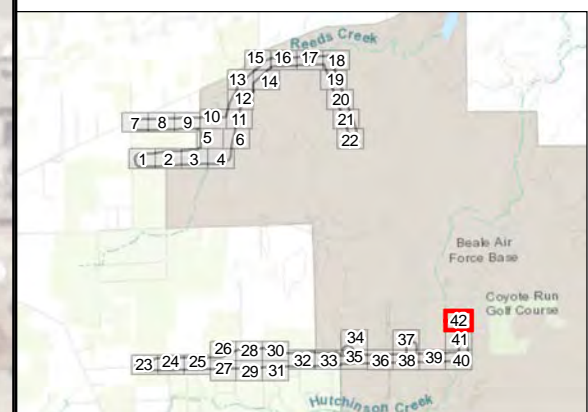 Reeds Creek
15 16 17 18
13 14 19
12 20
7 8 9 10 11 21
5 6 22
1 2 3 4
Beale Air
Force Base
Coyote Run
Golf Course
42
34 37 41
26 28 30
23 24 25 27 29 31 32 33 35 36 38 39 40
Hutchinson Creek